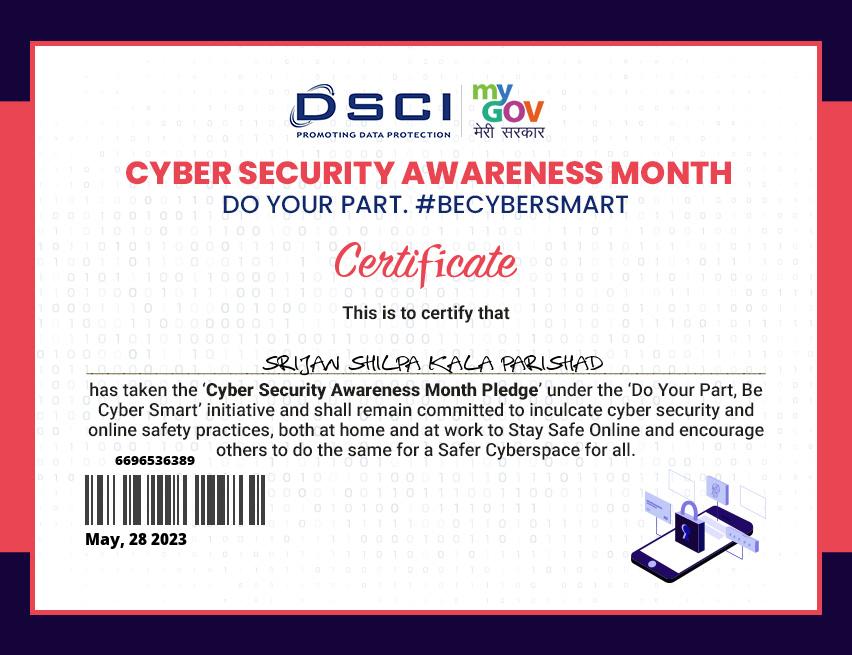 DSCI
PROMOTING DATA PROTECTION
my
GOV
मेरी सरकार
CYBER SECURITY AWARENESS MONTH
DO YOUR PART. #BECYBERSMART
Certificate
This is to certify that
SRIJAN SHILPA KALA PARISHAD
has taken the ‘Cyber Security Awareness Month Pledge’ under the ‘Do Your Part, Be
Cyber Smart’ initiative and shall remain committed to inculcate cyber security and
online safety practices, both at home and at work to Stay Safe Online and encourage
others to do the same for a Safer Cyberspace for all.
6696536389
May, 28 2023